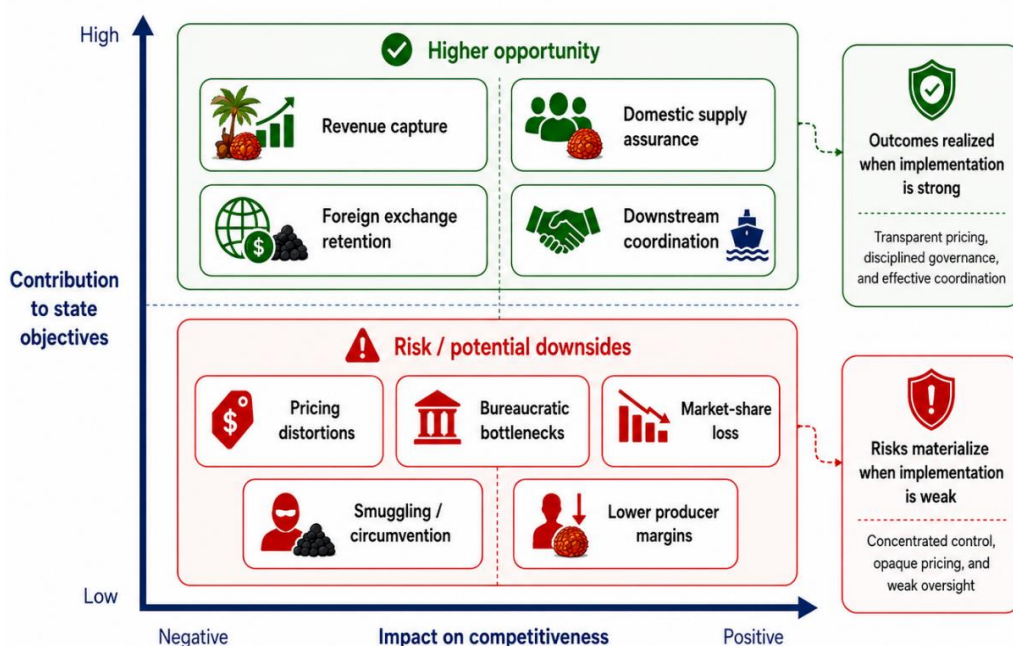 High
Higher opportunity
Revenue capture
Domestic supply
assurance
Foreign exchange
retention
$
Downstream
coordination
Outcomes realized
when implementation
is strong
Transparent pricing,
disciplined governance,
and effective coordination
Contribution
to state
objectives
Risk / potential downsides
$
Pricing
distortions
Bureaucratic
bottlenecks
Market-share
loss
Smuggling /
circumvention
Lower producer
margins
Risks materialize
when implementation
is weak
Concentrated control,
opaque pricing, and
weak oversight
Low
Negative
Impact on competitiveness
Positive